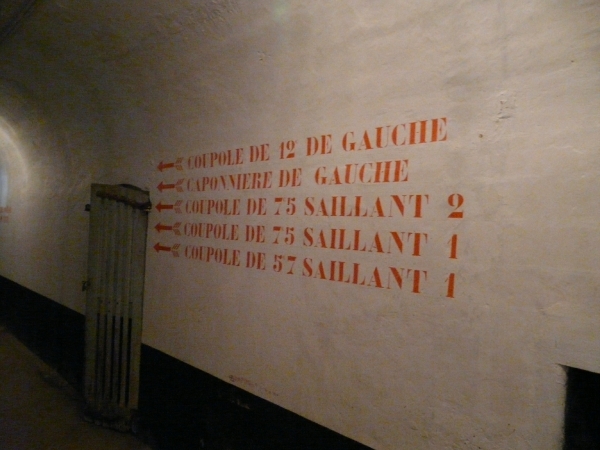 COUPOLE DE 12 DE GAUCHE
CAPONNIERE DE GAUCHE
COUPOLE DE 75 SAILLANT 2
COUPOLE DE 75 SAILLANT 1
COUPOLE DE 57 SAILLANT 1